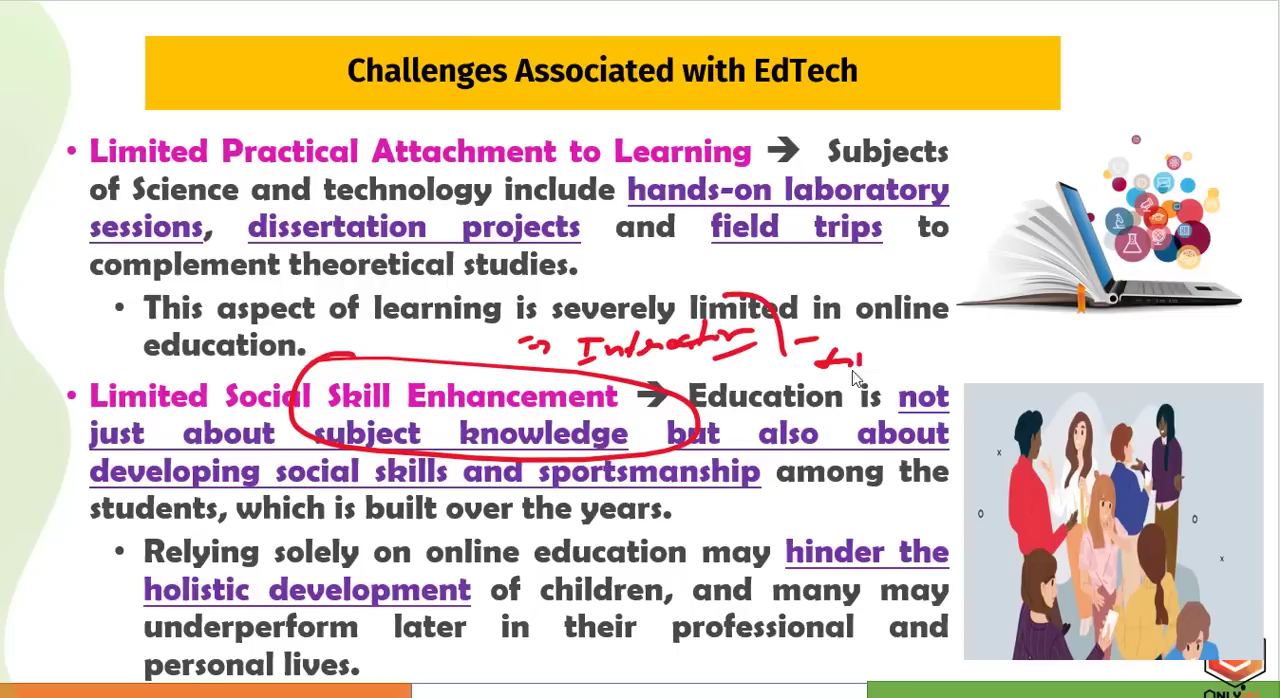 Challenges Associated with EdTech
• Limited Practical Attachment to Learning ➔ Subjects
of Science and technology include hands-on laboratory
sessions, dissertation projects and field trips to
complement theoretical studies.
• This aspect of learning is severely limited in online
education.
• Limited Social Skill Enhancement ➔ Education is not
just about subject knowledge but also about
developing social skills and sportsmanship among the
students, which is built over the years.
• Relying solely on online education may hinder the
holistic development of children, and many may
underperform later in their professional and
personal lives.